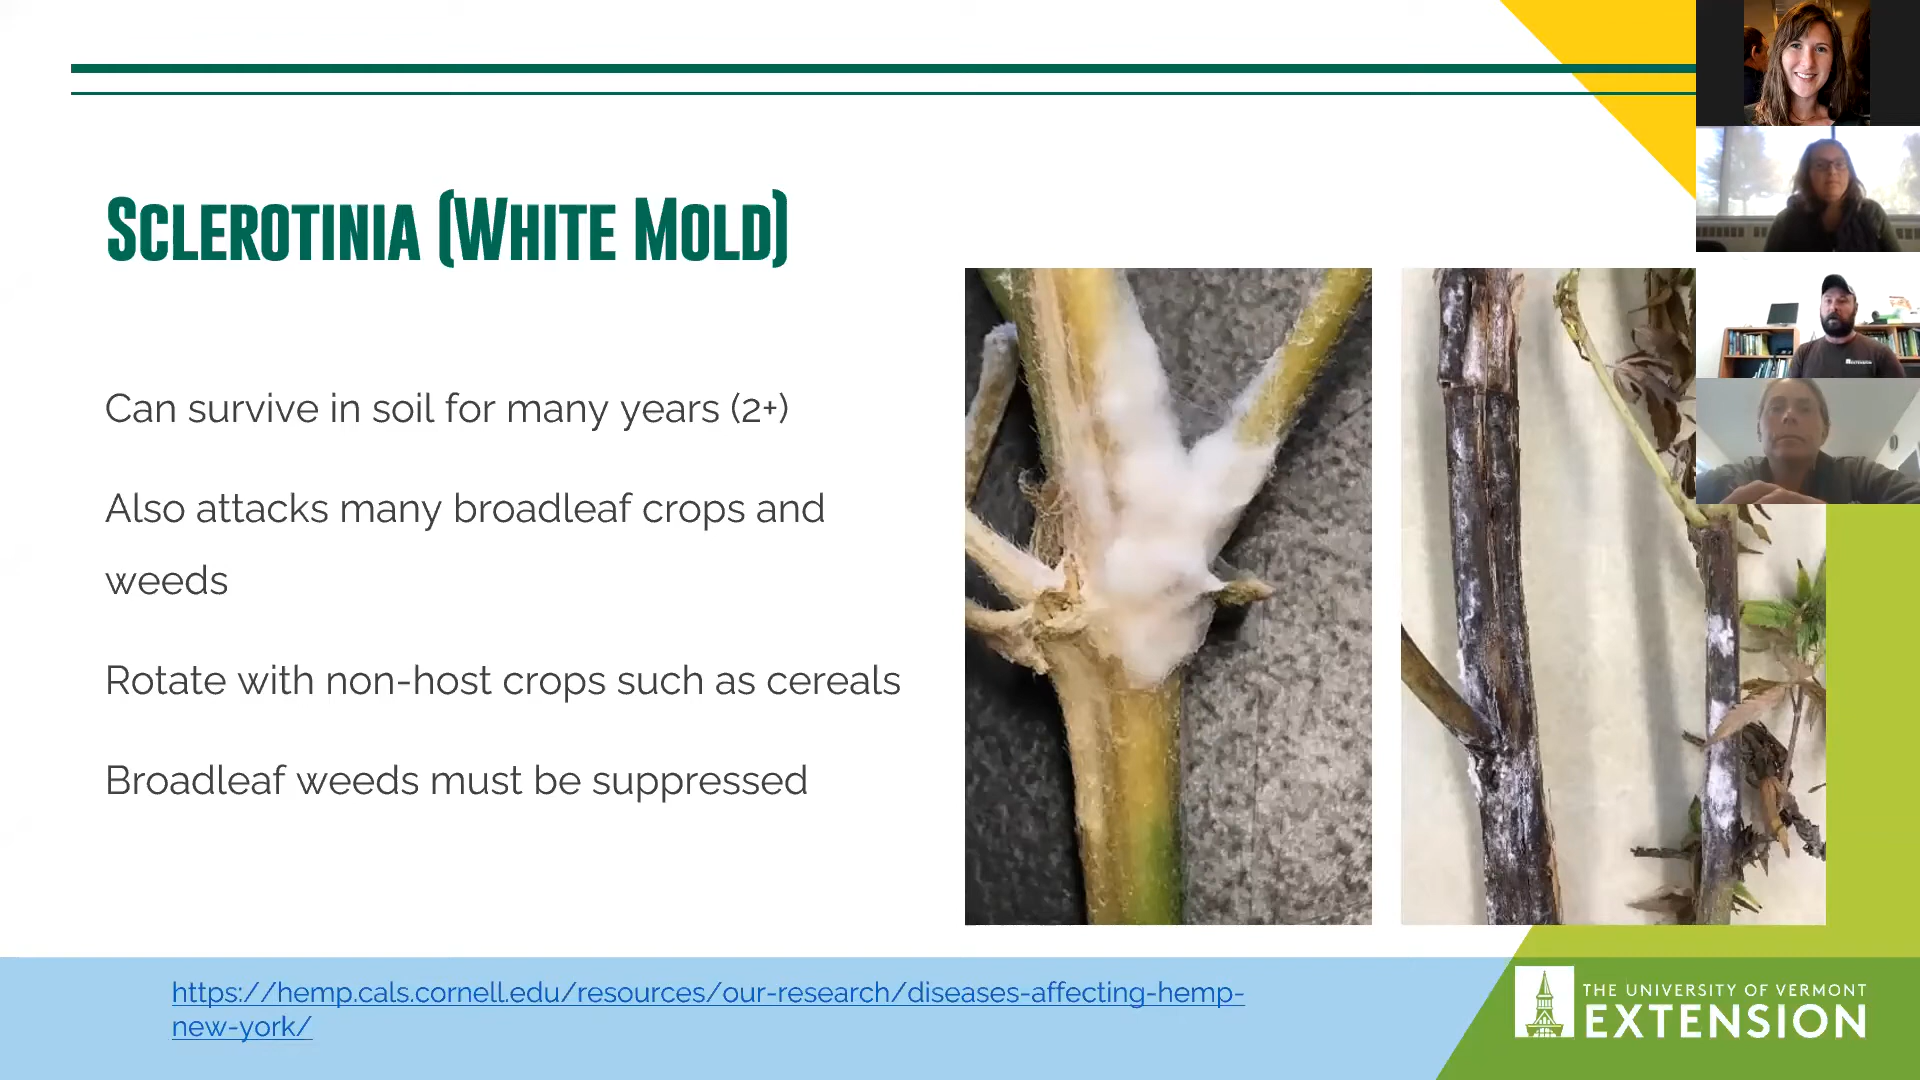 SCLEROTINIA (WHITE MOLD)
Can survive in soil for many years (2+)
Also attacks many broadleaf crops and
weeds
Rotate with non-host crops such as cereals
Broadleaf weeds must be suppressed
https://hemp.cals.cornell.edu/resources/our-research/diseases-affecting-hemp-
new-york/
THE UNIVERSITY OF VERMONT
EXTENSION